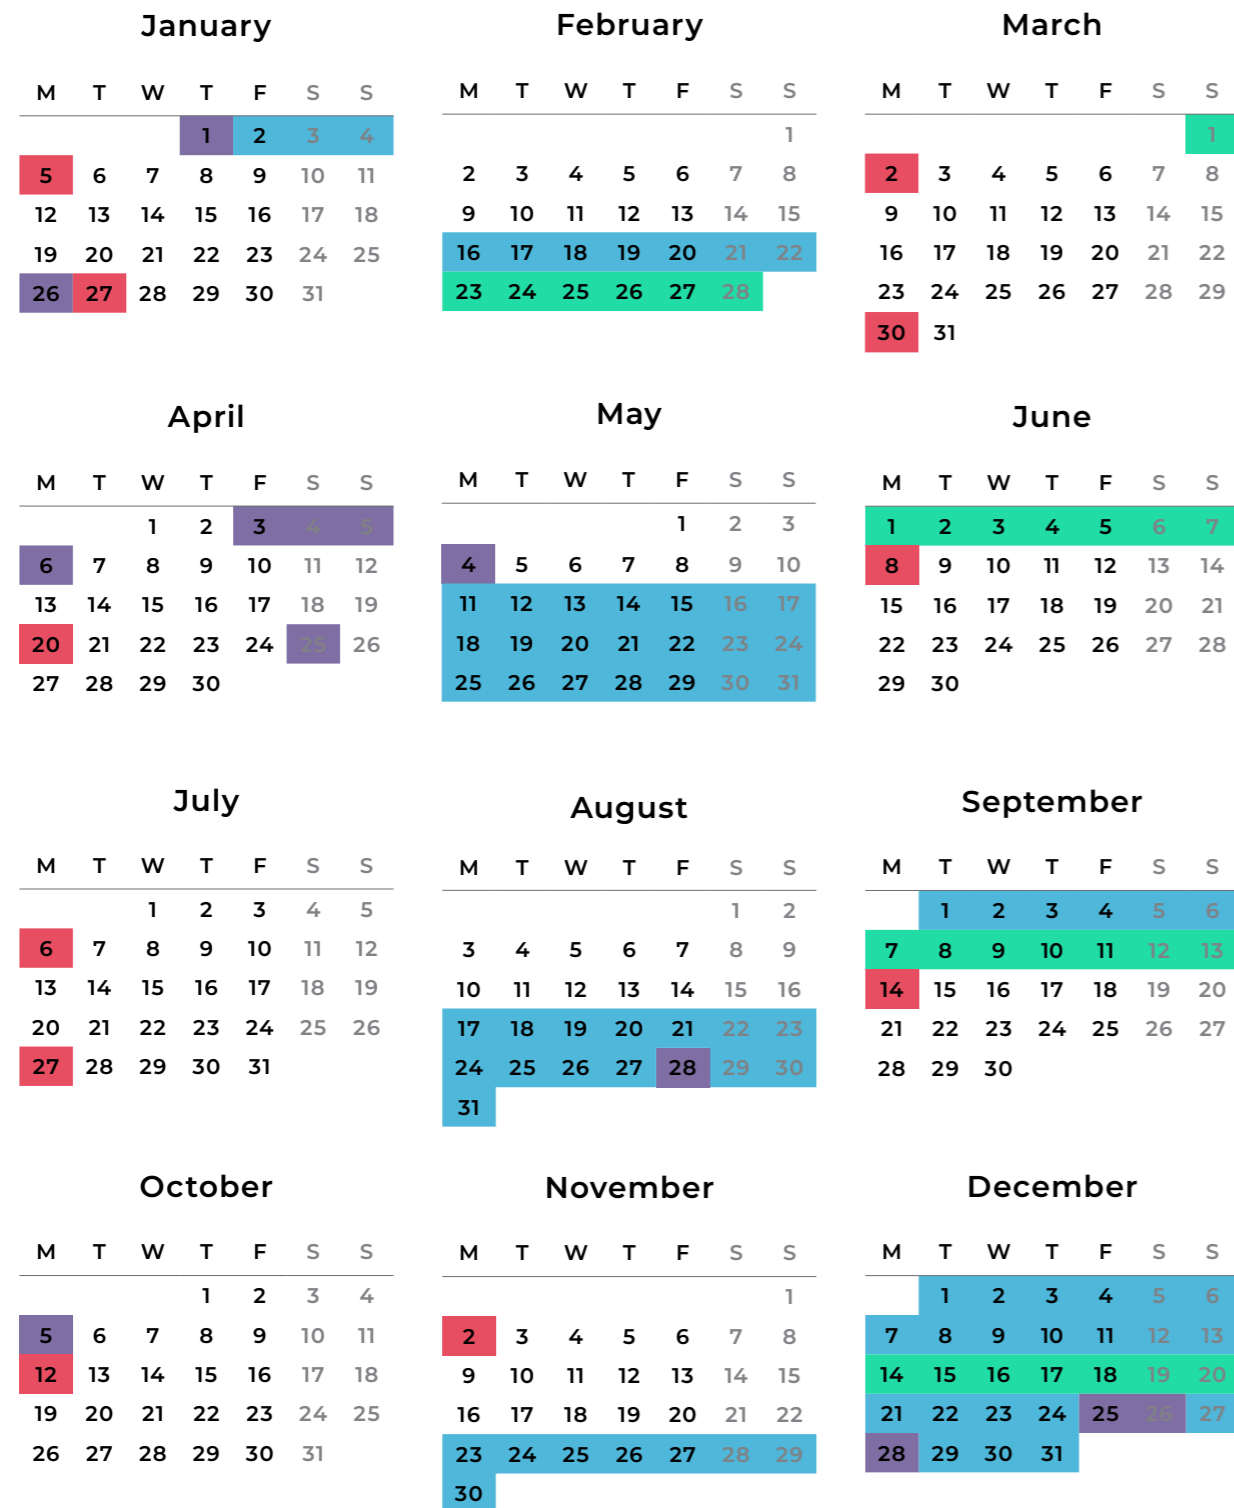 January
M T W T F S S
1 2 3 4
5 6 7 8 9 10 11
12 13 14 15 16 17 18
19 20 21 22 23 24 25
26 27 28 29 30 31
February
M T W T F S S
1
2 3 4 5 6 7 8
9 10 11 12 13 14 15
16 17 18 19 20 21 22
23 24 25 26 27 28
March
M T W T F S S
1
2 3 4 5 6 7 8
9 10 11 12 13 14 15
16 17 18 19 20 21 22
23 24 25 26 27 28 29
30 31
April
M T W T F S S
1 2 3 4 5
6 7 8 9 10 11 12
13 14 15 16 17 18 19
20 21 22 23 24 25 26
27 28 29 30
May
M T W T F S S
1 2 3
4 5 6 7 8 9 10
11 12 13 14 15 16 17
18 19 20 21 22 23 24
25 26 27 28 29 30 31
June
M T W T F S S
1 2 3 4 5 6 7
8 9 10 11 12 13 14
15 16 17 18 19 20 21
22 23 24 25 26 27 28
29 30
July
M T W T F S S
1 2 3 4 5
6 7 8 9 10 11 12
13 14 15 16 17 18 19
20 21 22 23 24 25 26
27 28 29 30 31
August
M T W T F S S
1 2
3 4 5 6 7 8 9
10 11 12 13 14 15 16
17 18 19 20 21 22 23
24 25 26 27 28 29 30
31
September
M T W T F S S
1 2 3 4 5 6
7 8 9 10 11 12 13
14 15 16 17 18 19 20
21 22 23 24 25 26 27
28 29 30
October
M T W T F S S
1 2 3 4
5 6 7 8 9 10 11
12 13 14 15 16 17 18
19 20 21 22 23 24 25
26 27 28 29 30 31
November
M T W T F S S
1
2 3 4 5 6 7 8
9 10 11 12 13 14 15
16 17 18 19 20 21 22
23 24 25 26 27 28 29
30
December
M T W T F S S
1 2 3 4 5 6
7 8 9 10 11 12 13
14 15 16 17 18 19 20
21 22 23 24 25 26 27
28 29 30 31